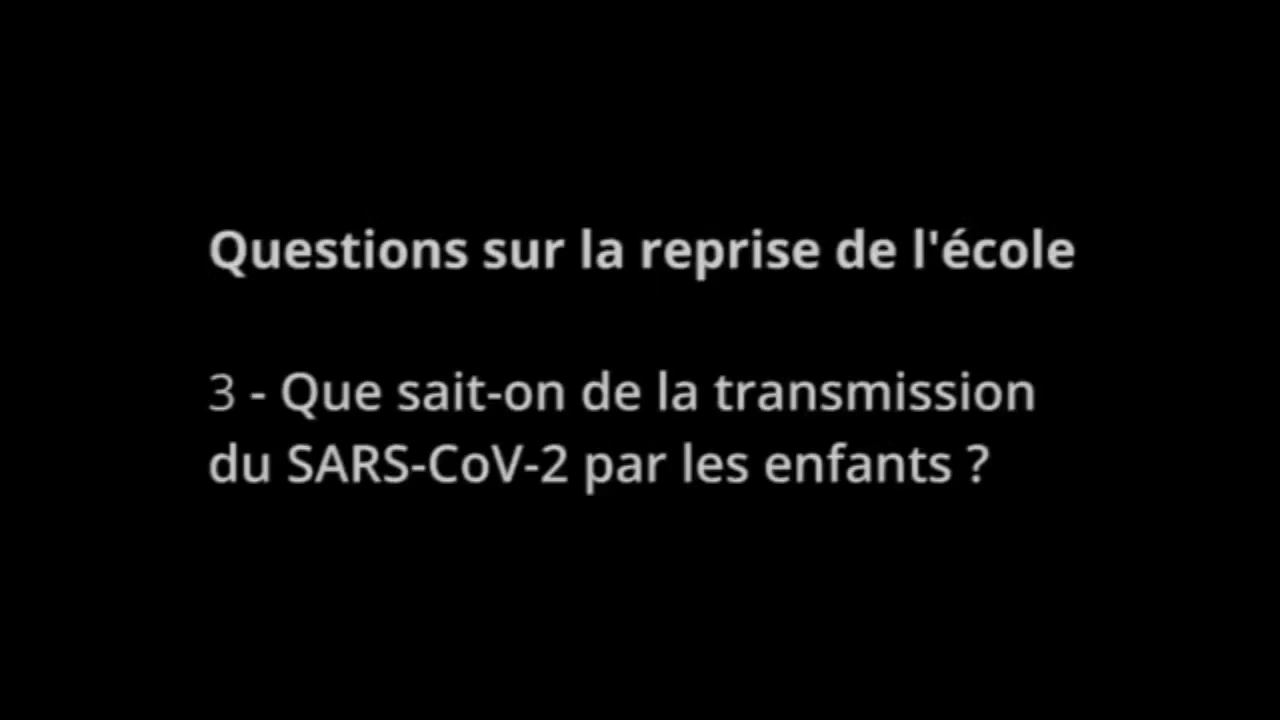 Questions sur la reprise de l'école
3 - Que sait-on de la transmission
du SARS-CoV-2 par les enfants ?